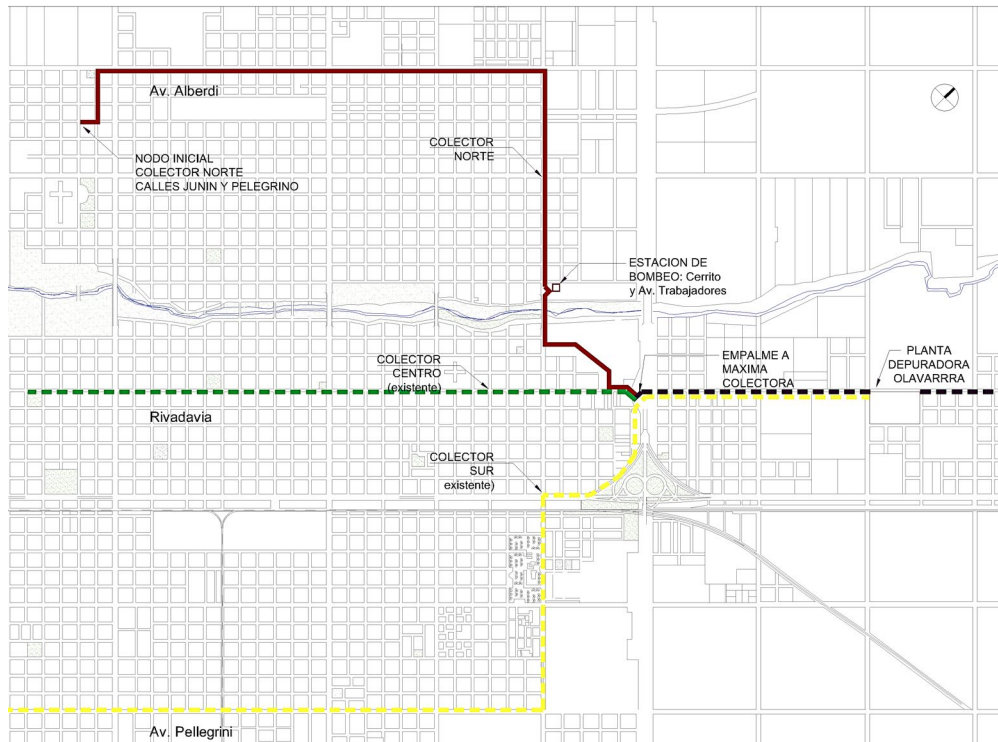 Av. Alberdi
NODO INICIAL
COLECTOR NORTE
CALLES JUNIN Y PELEGRINO
COLECTOR
NORTE
ESTACION DE
BOMBEO: Cerrito
y Av. Trabajadores
COLECTOR
CENTRO
(existente)
EMPALME A
MAXIMA
COLECTORA
PLANTA
DEPURADORA
OLAVARRRA
Rivadavia
COLECTOR
SUR
existente)
Av. Pellegrini